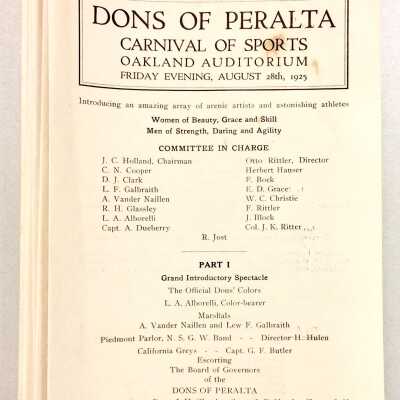 DONS OF PERALTA
CARNIVAL OF SPORTS
OAKLAND AUDITORIUM
FRIDAY EVENING, AUGUST 28th, 1925
Introducing an amazing array of arenic artists and astonishing athletes
Women of Beauty, Grace and Skill
Men of Strength, Daring and Agility
COMMITTEE IN CHARGE
J. C. Holland, Chairman Otto Rittler, Director
C. N. Cooper Herbert Hauser
D. J. Clark F. Bock
L. F. Galbraith E. D. Grace
A. Vander Naillen W. C. Christie
R. H. Glassley F. Rittler
L. A. Alborelli J. Block
Capt. A. Dueberry Col. J. K. Ritter
R. Jost
PART I
Grand Introductory Spectacle
The Official Dons' Colors
L. A. Alborelli, Color-bearer
Marshals
A. Vander Naillen and Lew F. Galbraith
Piedmont Parlor, N. S. G. W. Band - - Director H. Hulen
California Greys - - Capt. G. F. Butler
Escorting
The Board of Governors
of the
DONS OF PERALTA